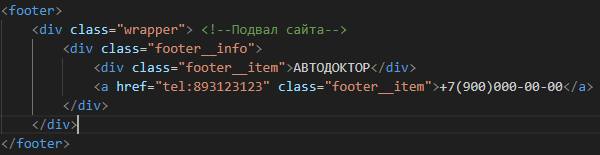 <footer>
<div class="wrapper"> <!--Подвал сайта-->
<div class="footer__info">
<div class="footer__item">АВТОДОКТОР</div>
<a href="tel:893123123" class="footer__item">+7(900)000-00-00</a>
</div>
</div>
</footer>